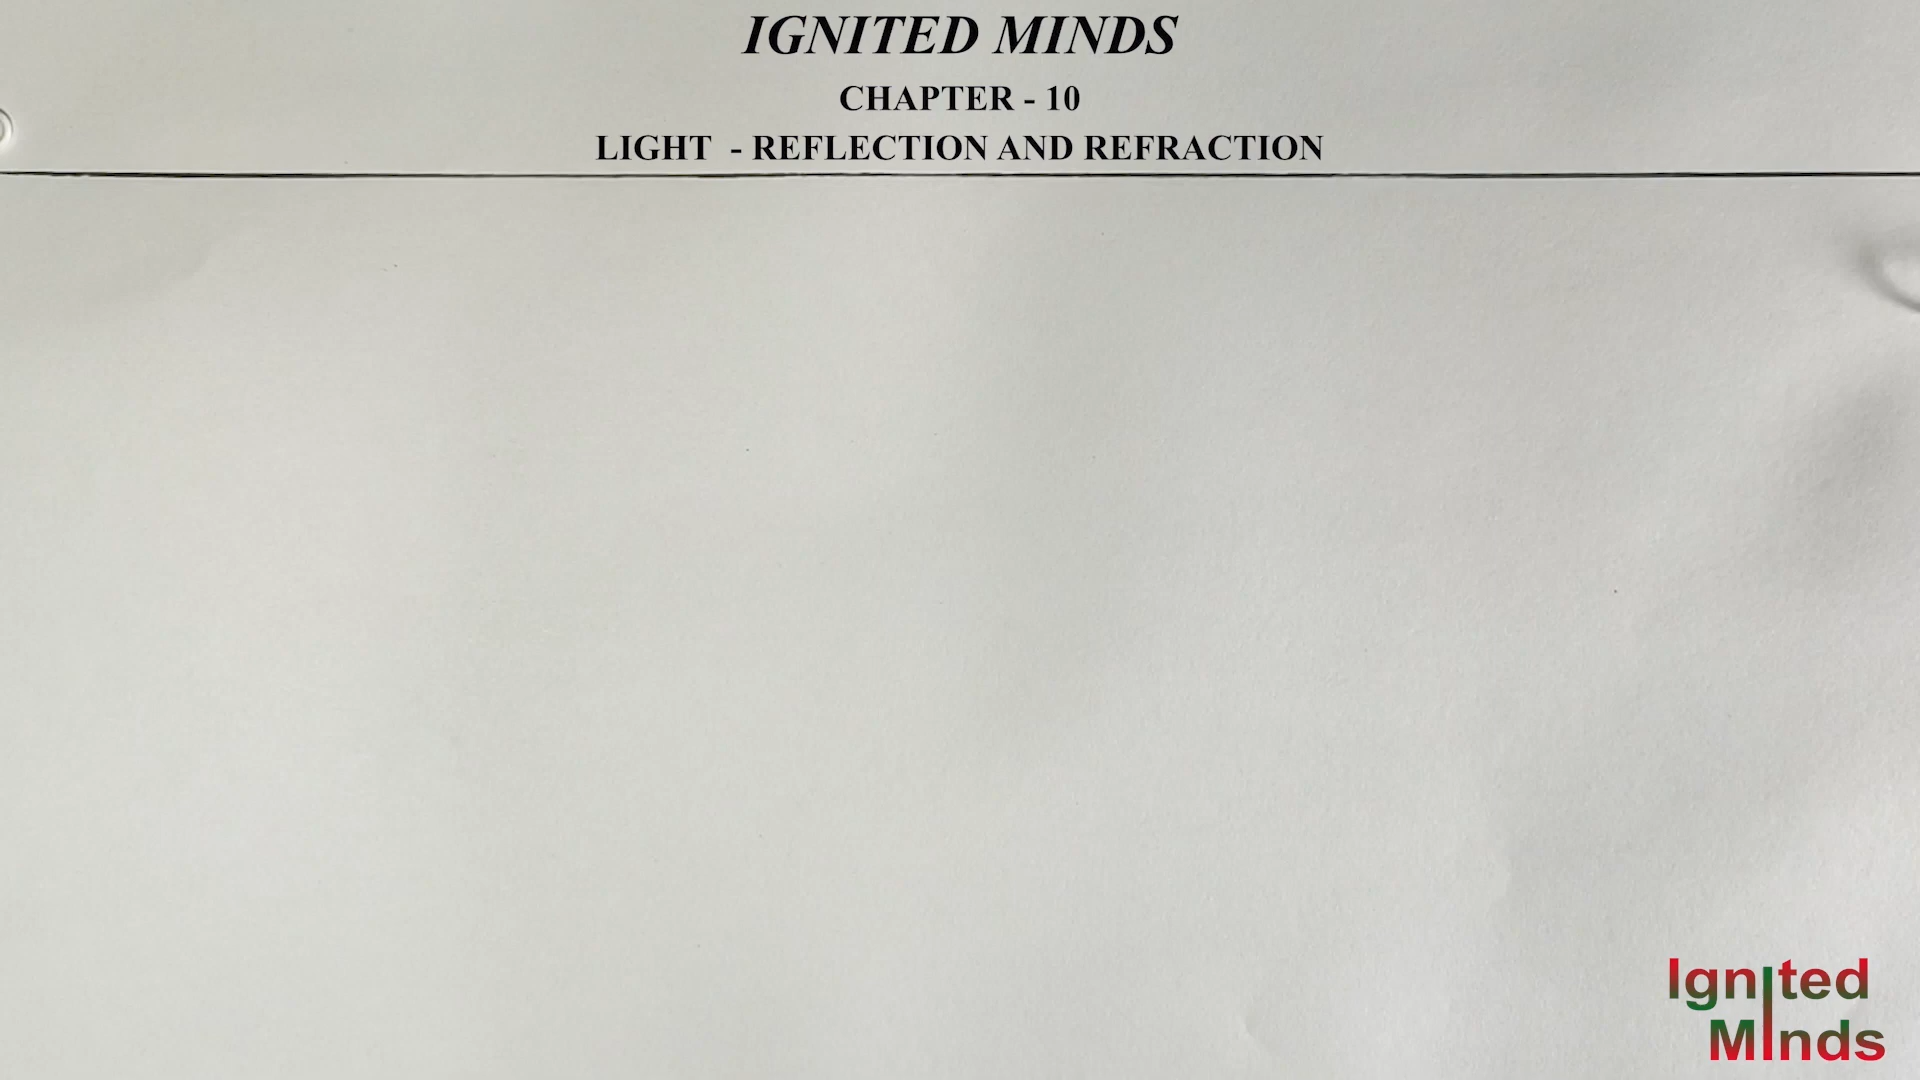 IGNITED MINDS
CHAPTER - 10
LIGHT - REFLECTION AND REFRACTION
Ignited
Minds